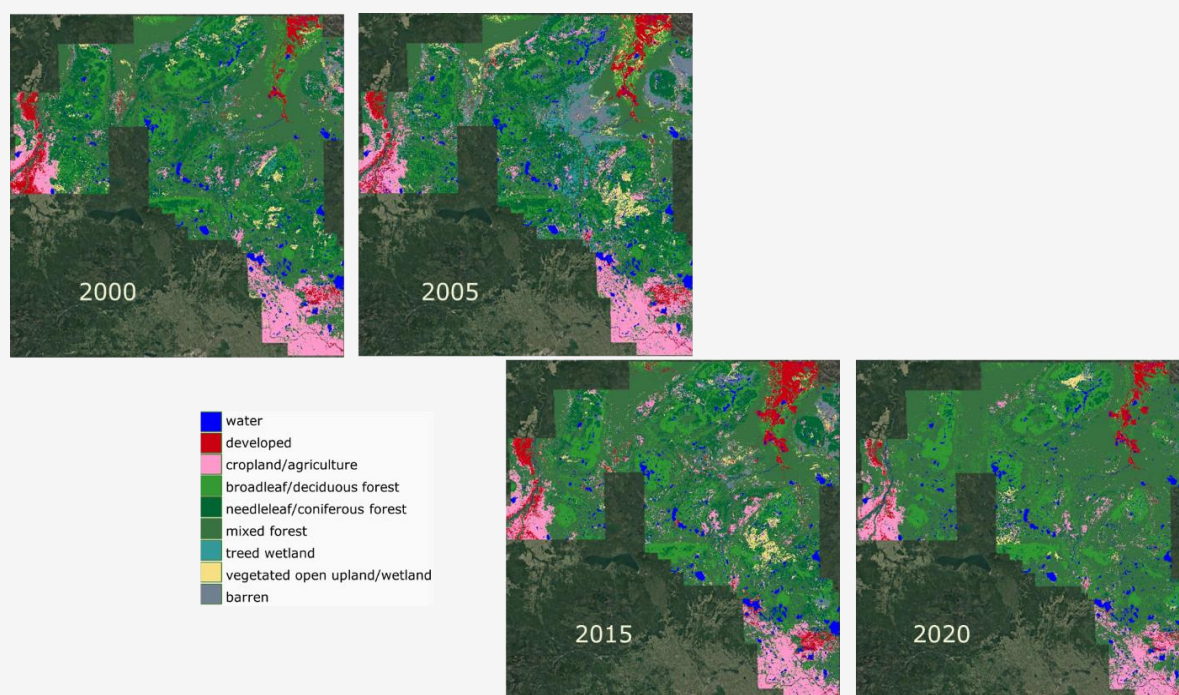 2000
2005
water
developed
cropland/agriculture
broadleaf/deciduous forest
needleleaf/coniferous forest
mixed forest
treed wetland
vegetated open upland/wetland
barren
2015
2020